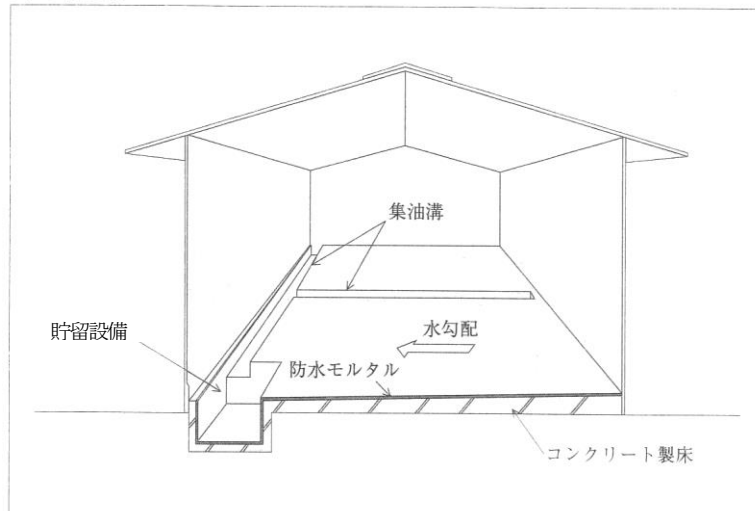 集油溝
水勾配
貯留設備
防水モルタル
コンクリート製床